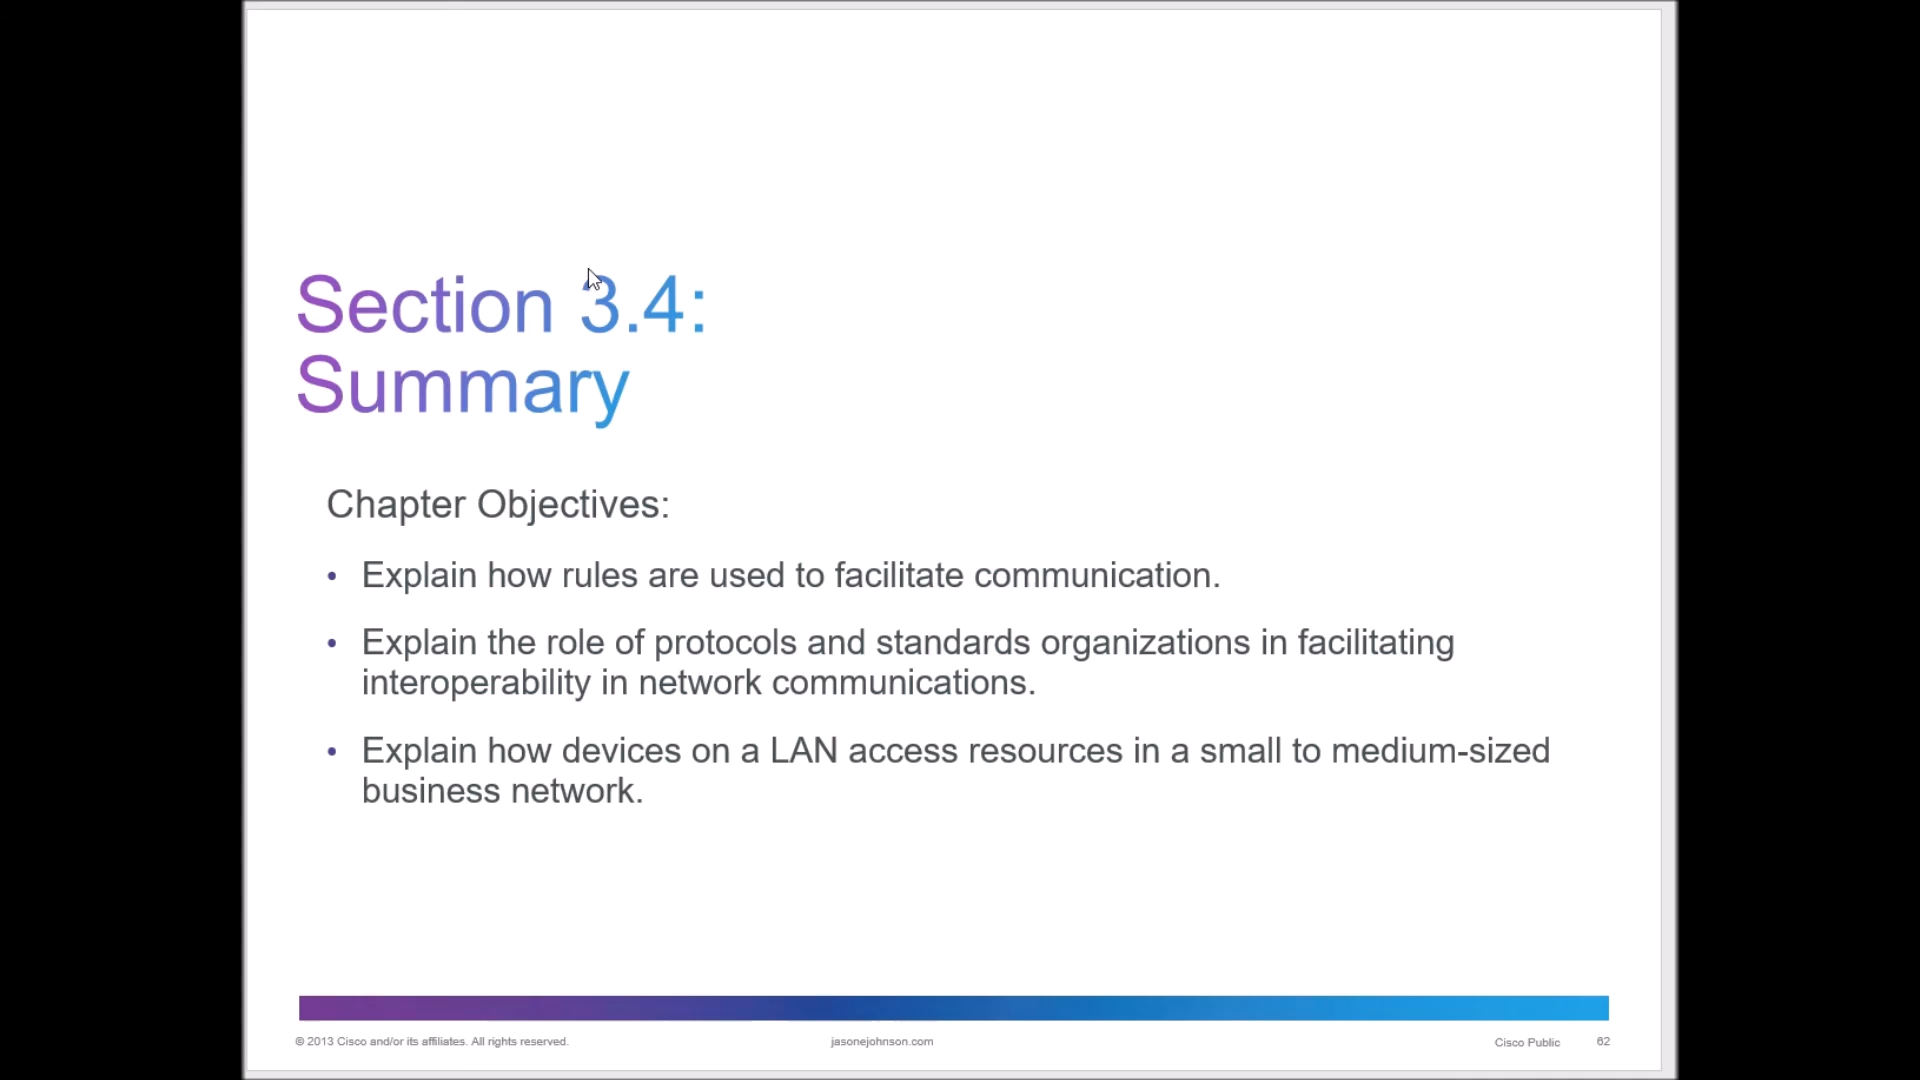 Section 3.4:
Summary
Chapter Objectives:
• Explain how rules are used to facilitate communication.
• Explain the role of protocols and standards organizations in facilitating
interoperability in network communications.
• Explain how devices on a LAN access resources in a small to medium-sized
business network.
© 2013 Cisco and/or its affiliates. All rights reserved.
jasonejohnson.com
Cisco Public
62